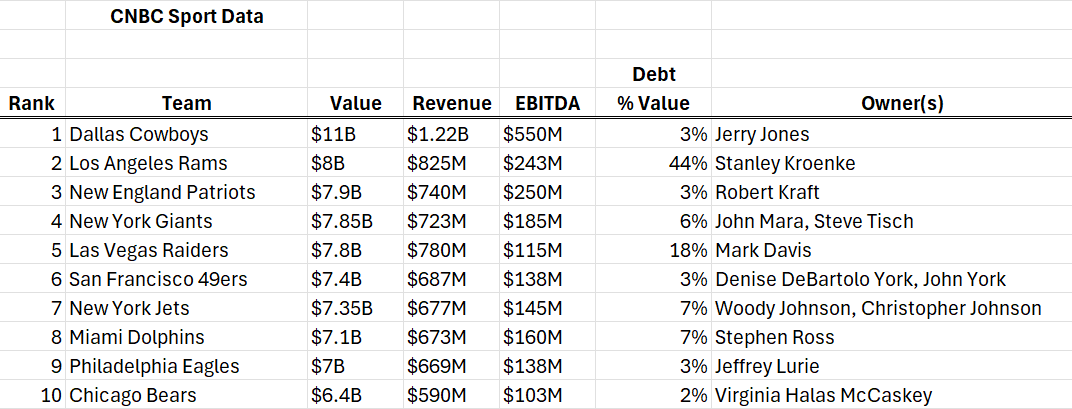 CNBC Sport Data
Debt
Rank Team Value Revenue EBITDA % Value Owner(s)
1 Dallas Cowboys $11B $1.22B $550M 3% Jerry Jones
2 Los Angeles Rams $8B $825M $243M 44% Stanley Kroenke
3 New England Patriots $7.9B $740M $250M 3% Robert Kraft
4 New York Giants $7.85B $723M $185M 6% John Mara, Steve Tisch
5 Las Vegas Raiders $7.8B $780M $115M 18% Mark Davis
6 San Francisco 49ers $7.4B $687M $138M 3% Denise DeBartolo York, John York
7 New York Jets $7.35B $677M $145M 7% Woody Johnson, Christopher Johnson
8 Miami Dolphins $7.1B $673M $160M 7% Stephen Ross
9 Philadelphia Eagles $7B $669M $138M 3% Jeffrey Lurie
10 Chicago Bears $6.4B $590M $103M 2% Virginia Halas McCaskey